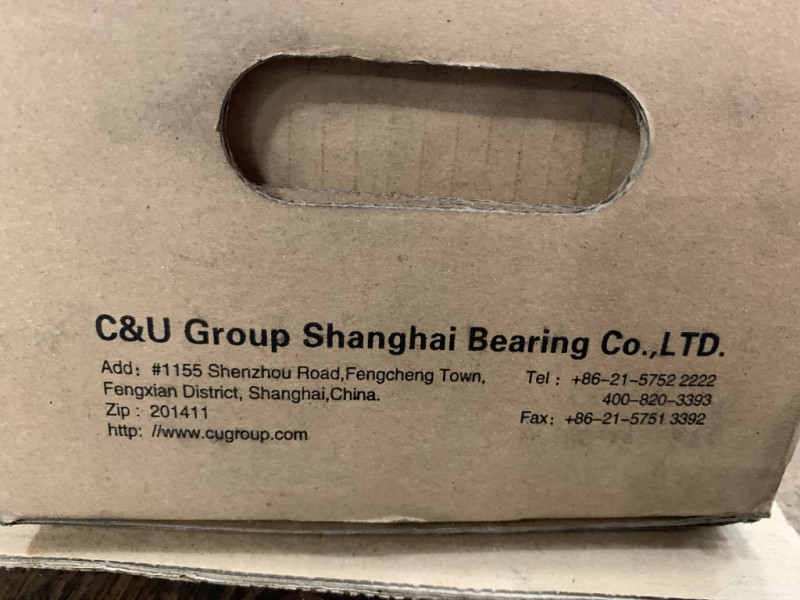 C&U Group Shanghai Bearing Co.,LTD.
Add: #1155 Shenzhou Road,Fengcheng Town,
Fengxian District, Shanghai,China.
Zip : 201411
http: //www.cugroup.com
Tel : +86-21-5752 2222
400-820-3393
Fax: +86-21-5751 3392